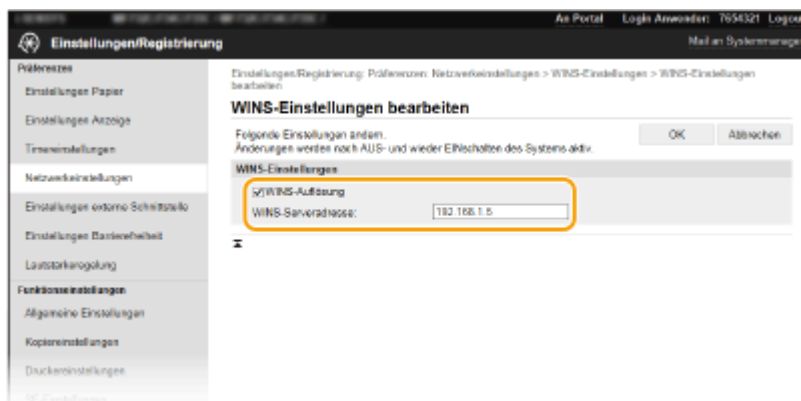 An Portal Login Anwender: 7654321 Logou
Einstellungen/Registrierung
Mail an Systemmanage
Präferenzen
Einstellungen Papier
Einstellungen Anzeige
Timereinstellungen
Netzwerkeinstellungen
Einstellungen externe Schnittstelle
Einstellungen Barrierefreiheit
Lautstärkeregelung
Funktionseinstellungen
Allgemeine Einstellungen
Kopiereinstellungen
Druckereinstellungen
Einstellungen/Registrierung: Präferenzen: Netzwerkeinstellungen > WINS-Einstellungen > WINS-Einstellungen
bearbeiten
WINS-Einstellungen bearbeiten
Folgende Einstellungen ändern.
Änderungen werden nach AUS- und wieder EINschalten des Systems aktiv.
OK Abbrechen
WINS-Einstellungen
WINS-Auflösung
WINS-Serveradresse: 192.168.1.5